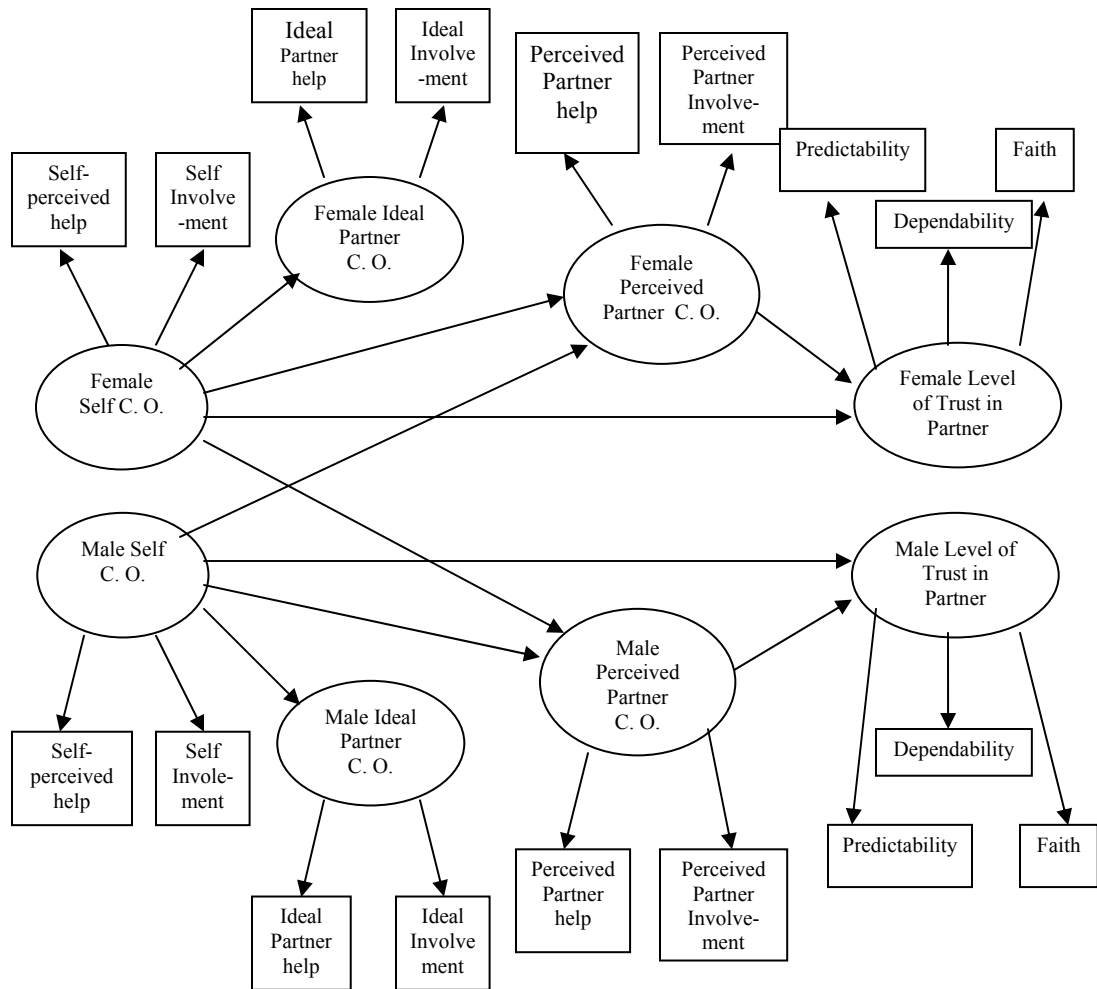 Ideal
Partner
help
Ideal
Involve
-ment
Perceived
Partner
help
Perceived
Partner
Involve-
ment
Predictability
Faith
Self-
perceived
help
Self
Involve
-ment
Female Ideal
Partner
C. O.
Dependability
Female
Perceived
Partner C. O.
Female
Self C. O.
Female Level
of Trust in
Partner
Male Self
C. O.
Male Level of
Trust in
Partner
Male
Perceived
Partner
C. O.
Male Ideal
Partner
C. O.
Self-
perceived
help
Self
Invole-
ment
Dependability
Predictability
Faith
Perceived
Partner
help
Perceived
Partner
Involve-
ment
Ideal
Partner
help
Ideal
Involve
ment